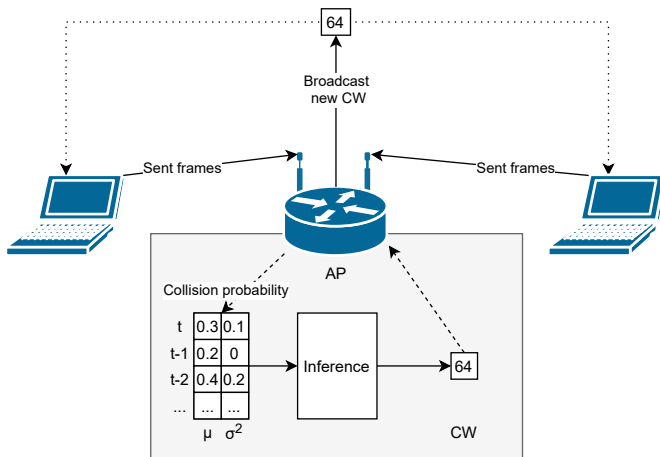 64
Broadcast
new CW
Sent frames
Sent frames
AP
Collision probability
t 0.3 0.1
t-1 0.2 0
t-2 0.4 0.2
... ... ...
μ σ²
Inference
64
CW